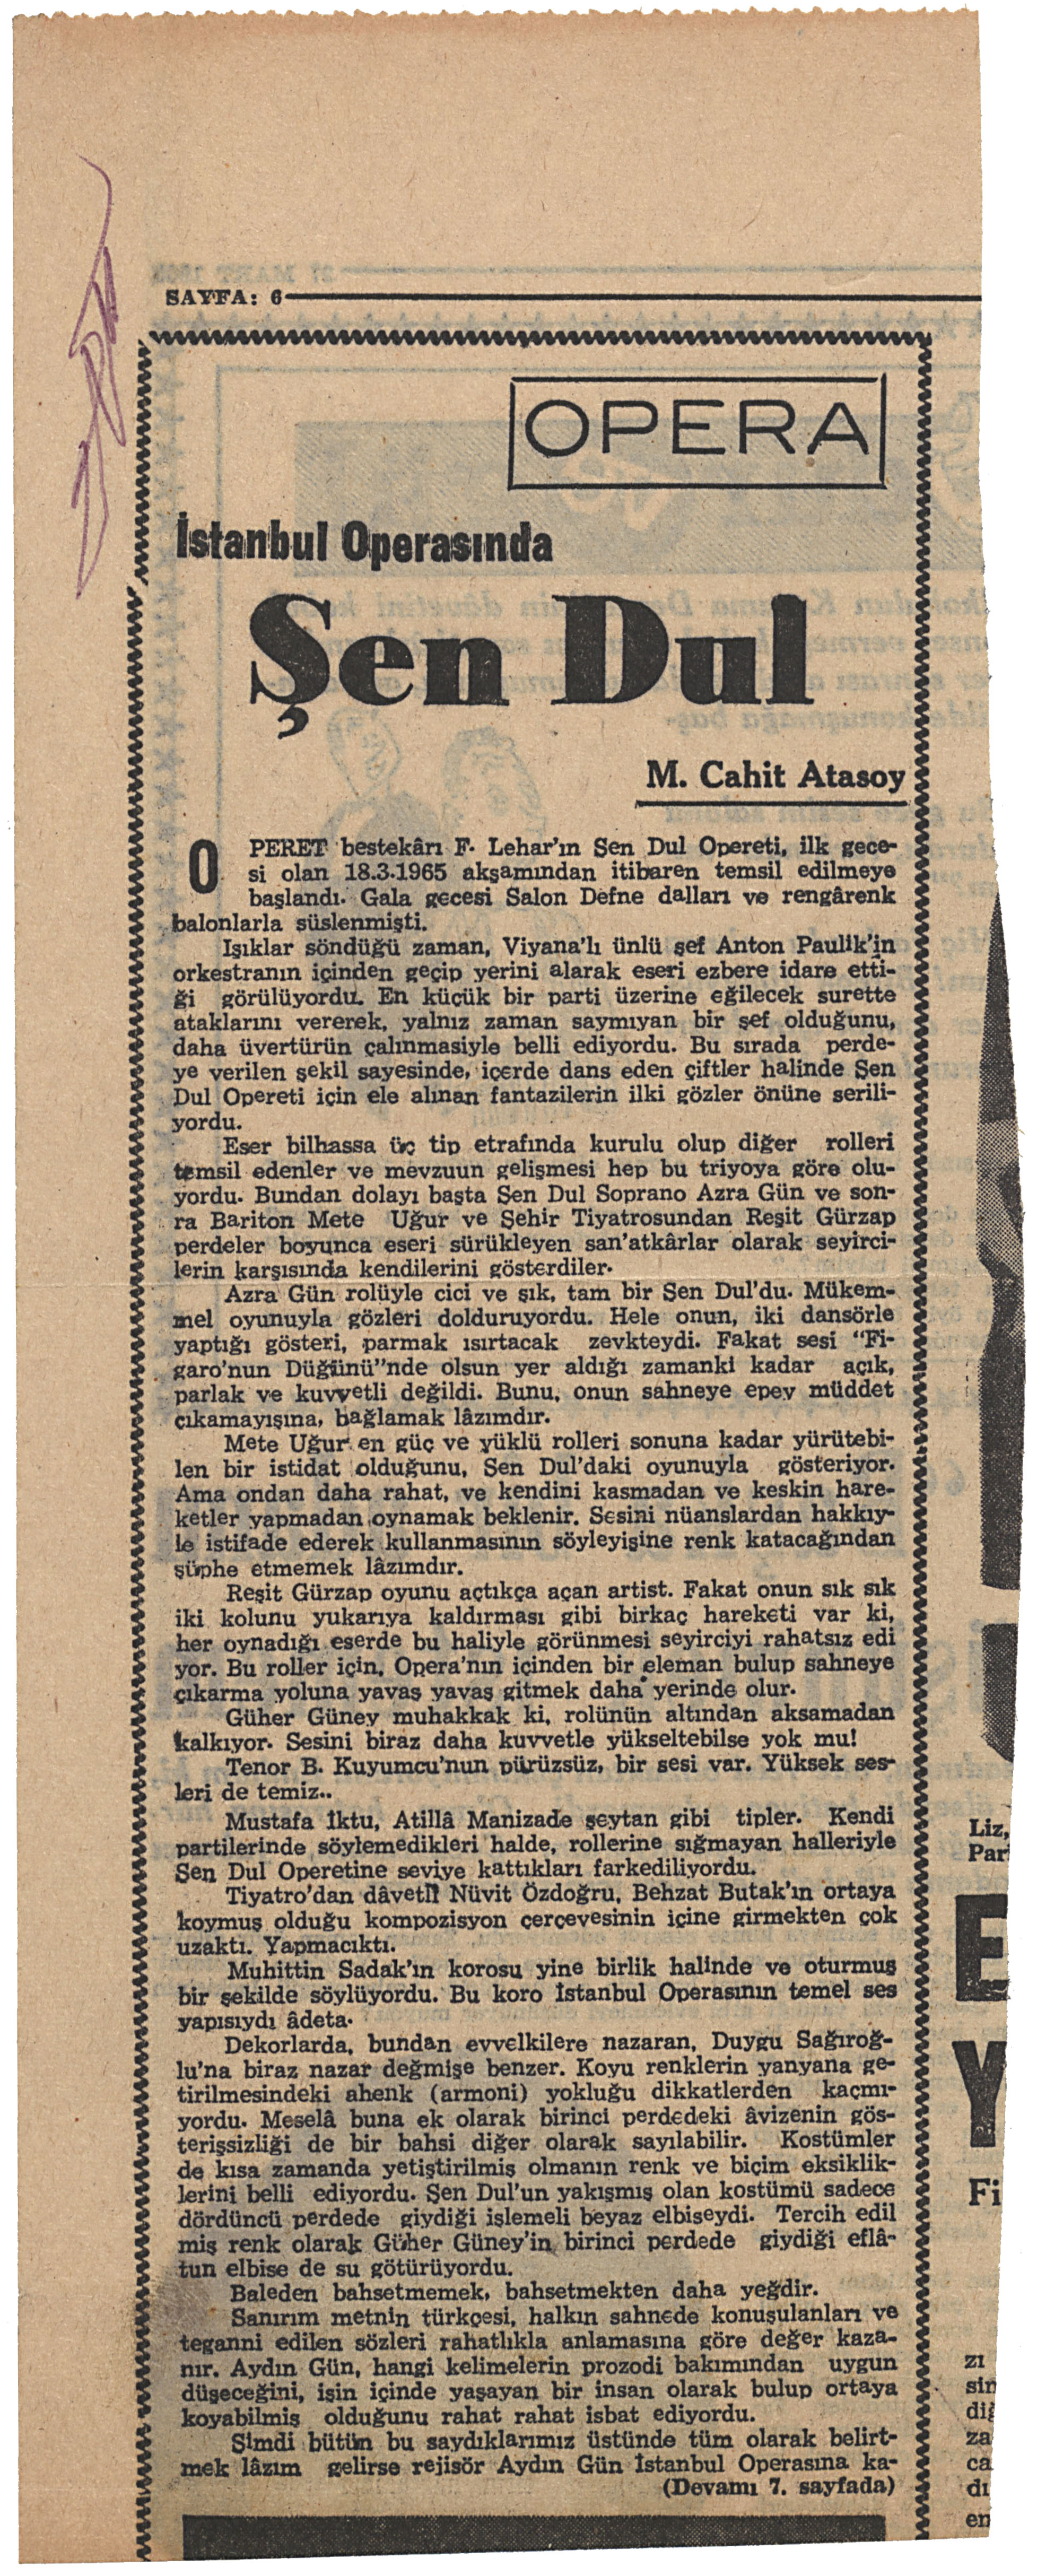 SAYFA: 6
OPERA
İstanbul Operasında
Şen Dul
M. Cahit Atasoy
OPERET bestekârı F. Lehar'ın Şen Dul Opereti, ilk gece-
si olan 18.3.1965 akşamından itibaren temsil edilmeye
başlandı. Gala gecesi Salon Defne dalları ve rengârenk
balonlarla süslenmişti.
Işıklar söndüğü zaman, Viyana'lı ünlü şef Anton Paulik'in
orkestranın içinden geçip yerini alarak eseri ezbere idare etti-
ği görülüyordu. En küçük bir parti üzerine eğilecek surette
ataklarını vererek, yalnız zaman saymıyan bir şef olduğunu,
daha üvertürün çalınmasiyle belli ediyordu. Bu sırada perde-
ye verilen şekil sayesinde, içerde dans eden çiftler halinde Şen
Dul Opereti için ele alınan fantazilerin ilki gözler önüne serili-
yordu.
Eser bilhassa üç tip etrafında kurulu olup diğer rolleri
temsil edenler ve mevzuun gelişmesi hep bu triyoya göre olu-
yordu. Bundan dolayı başta Şen Dul Soprano Azra Gün ve son-
ra Bariton Mete Uğur ve Şehir Tiyatrosundan Reşit Gürzap
perdeler boyunca eseri sürükleyen san'atkârlar olarak seyirci-
lerin karşısında kendilerini gösterdiler.
Azra Gün rolüyle cici ve şık, tam bir Şen Dul'du. Mükem-
mel oyunuyla gözleri dolduruyordu. Hele onun, iki dansörle
yaptığı gösteri, parmak ısırtacak zevkteydi. Fakat sesi "Fi-
garo'nun Düğünü"nde olsun yer aldığı zamanki kadar açık,
parlak ve kuvvetli değildi. Bunu, onun sahneye epey müddet
çıkamayışına, bağlamak lâzımdır.
Mete Uğur en güç ve yüklü rolleri sonuna kadar yürütebi-
len bir istidat olduğunu, Şen Dul'daki oyunuyla gösteriyor.
Ama ondan daha rahat, ve kendini kasmadan ve keskin hare-
ketler yapmadan oynamak beklenir. Sesini nüanslardan hakkıy-
le istifade ederek kullanmasının söyleyişine renk katacağından
şüphe etmemek lâzımdır.
Reşit Gürzap oyunu açtıkça açan artist. Fakat onun sık sık
iki kolunu yukarıya kaldırması gibi birkaç hareketi var ki,
her oynadığı eserde bu haliyle görünmesi seyirciyi rahatsız edi
yor. Bu roller için, Opera'nın içinden bir eleman bulup sahneye
çıkarma yoluna yavaş yavaş gitmek daha yerinde olur.
Güher Güney muhakkak ki, rolünün altından aksamadan
kalkıyor. Sesini biraz daha kuvvetle yükseltebilse yok mu!
Tenor B. Kuyumcu'nun pürüzsüz, bir sesi var. Yüksek ses-
leri de temiz..
Mustafa İktu, Atillâ Manizade şeytan gibi tipler. Kendi
partilerinde söylemedikleri halde, rollerine sığmayan halleriyle
Şen Dul Operetine seviye kattıkları farkediliyordu.
Tiyatro'dan dâvetli Nüvit Özdoğru, Behzat Butak'ın ortaya
koymuş olduğu kompozisyon çerçevesinin içine girmekten çok
uzaktı. Yapmacıktı.
Muhittin Sadak'ın korosu yine birlik halinde ve oturmuş
bir şekilde söylüyordu. Bu koro İstanbul Operasının temel ses
yapısıydı âdeta.
Dekorlarda, bundan evvelkilere nazaran, Duygu Sağıroğ-
lu'na biraz nazar değmişe benzer. Koyu renklerin yanyana ge-
tirilmesindeki ahenk (armoni) yokluğu dikkatlerden kaçmı-
yordu. Meselâ buna ek olarak birinci perdedeki âvizenin gös-
terişsizliği de bir bahsi diğer olarak sayılabilir. Kostümler
de kısa zamanda yetiştirilmiş olmanın renk ve biçim eksiklik-
lerini belli ediyordu. Şen Dul'un yakışmış olan kostümü sadece
dördüncü perdede giydiği işlemeli beyaz elbiseydi. Tercih edil
miş renk olarak Güher Güney'in birinci perdede giydiği eflâ-
tun elbise de su götürüyordu.
Baleden bahsetmemek, bahsetmekten daha yeğdir.
Sanırım metnin türkçesi, halkın sahnede konuşulanları ve
teganni edilen sözleri rahatlıkla anlamasına göre değer kaza-
nır. Aydın Gün, hangi kelimelerin prozodi bakımından uygun
düşeceğini, işin içinde yaşayan bir insan olarak bulup ortaya
koyabilmiş olduğunu rahat rahat isbat ediyordu.
Şimdi bütün bu saydıklarımız üstünde tüm olarak belirt-
mek lâzım gelirse rejisör Aydın Gün İstanbul Operasına ka-
(Devamı 7. sayfada)
Liz,
Par
E
Y
Fi
zı
sin
diğ
za
ca
dı
en